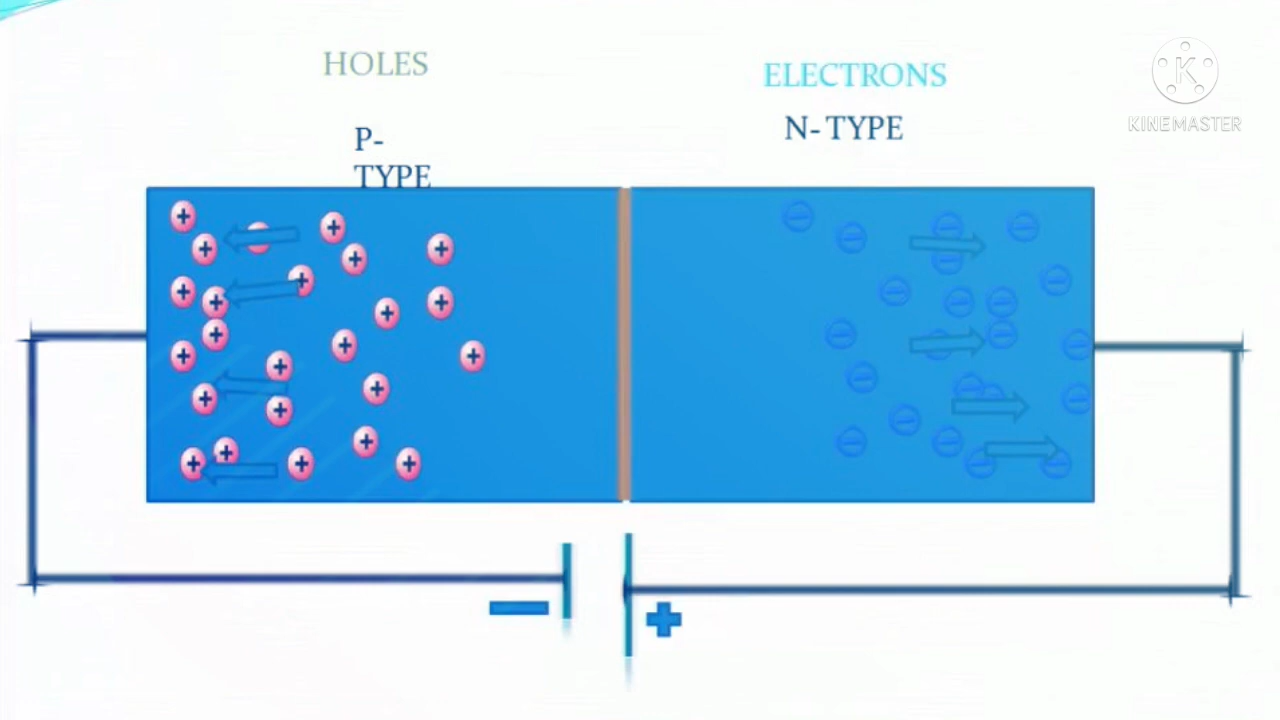 HOLES
ELECTRONS
P-
TYPE
N-TYPE
K
KINEMASTER